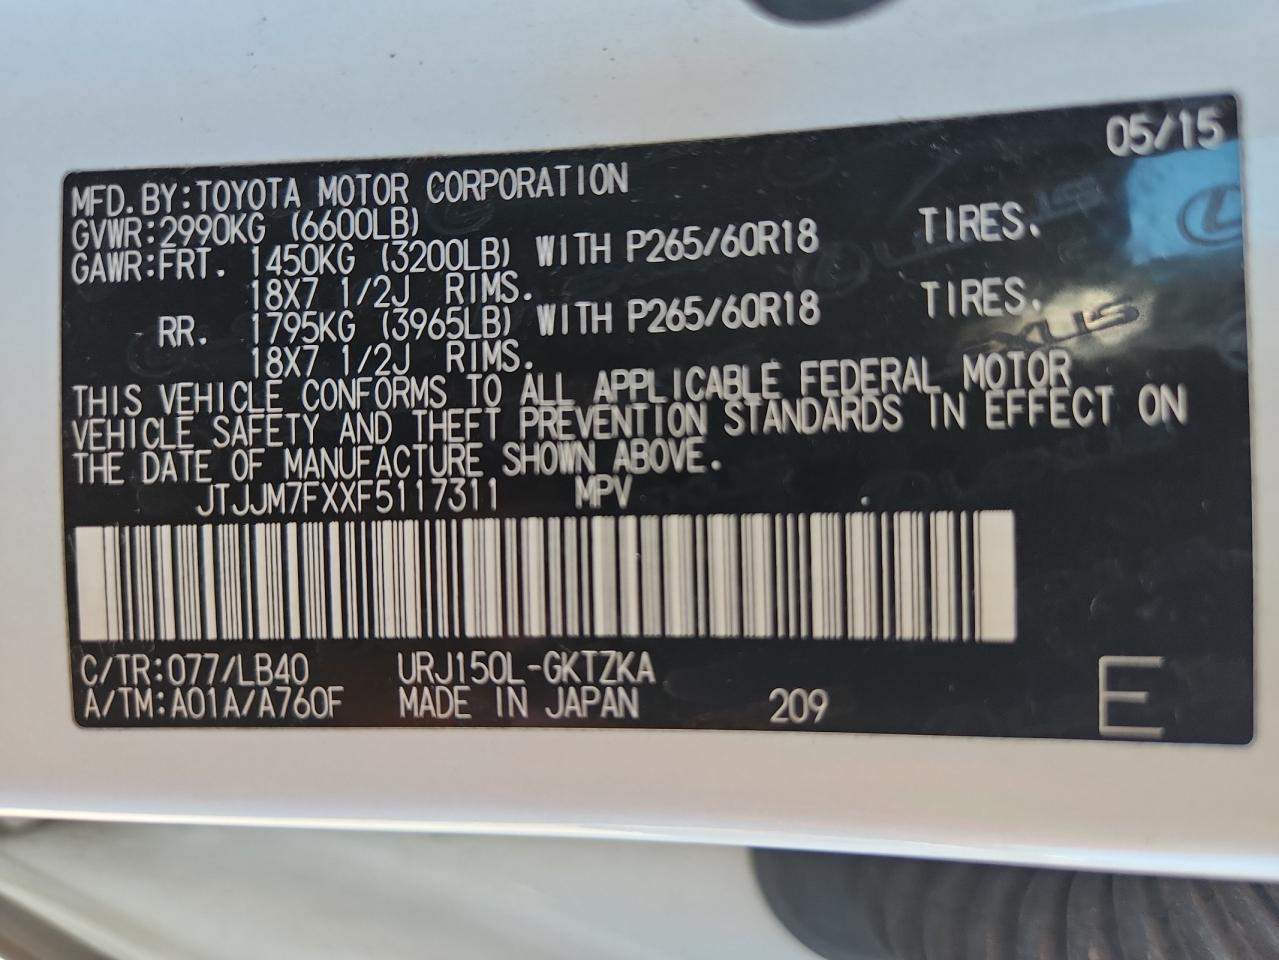 05/15
MFD. BY: TOYOTA MOTOR CORPORATION
GVWR: 2990KG (6600LB)
GAWR: FRT. 1450KG (3200LB) WITH P265/60R18 TIRES.
18X7 1/2J RIMS.
RR. 1795KG (3965LB) WITH P265/60R18 TIRES.
18X7 1/2J RIMS.
LEXUS
THIS VEHICLE CONFORMS TO ALL APPLICABLE FEDERAL MOTOR
VEHICLE SAFETY AND THEFT PREVENTION STANDARDS IN EFFECT ON
THE DATE OF MANUFACTURE SHOWN ABOVE.
JTJJM7FXXF5117311 MPV
C/TR: 077/LB40 URJ150L-GKTZKA
A/TM: A01A/A760F MADE IN JAPAN 209 E